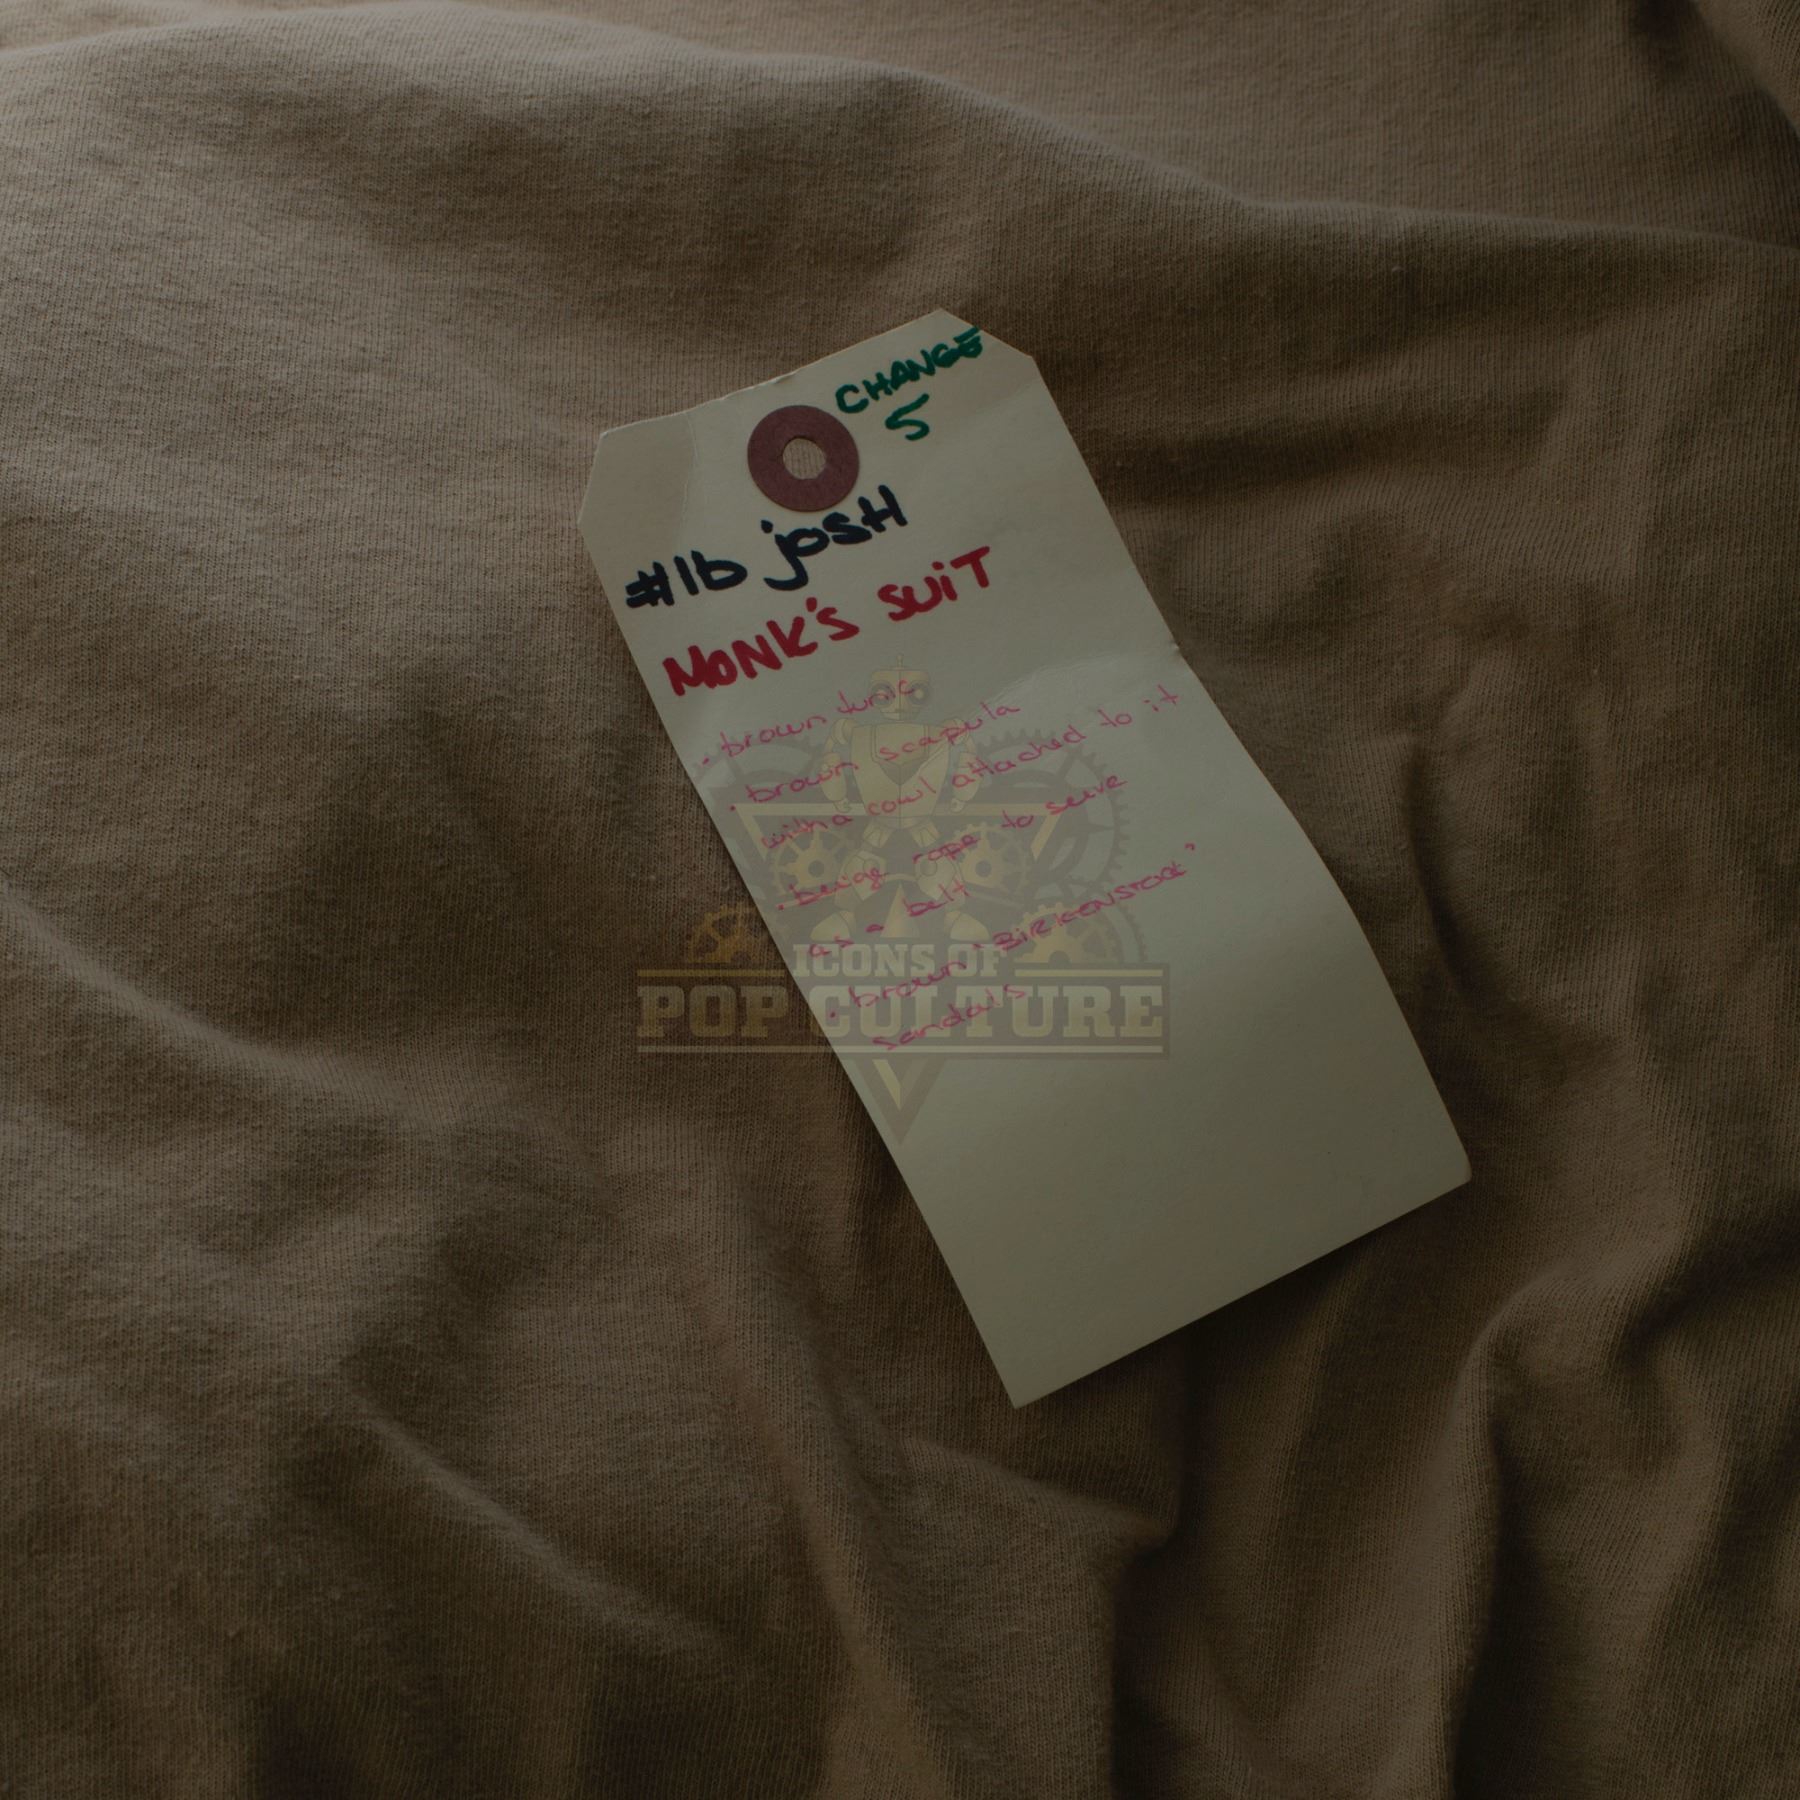 CHANGE
5
#1b josH
MONK'S SUiT
• brown tunic
• brown scapula
with a cowl attached to it
• beige rope to serve
as a belt
• brown "BIRKENSTOCK"
sandals
ICONS OF
POP CULTURE